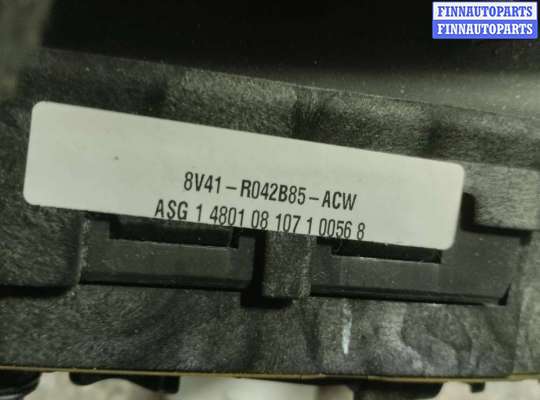 FINNAUTOPARTS
FINNAUTOPARTS
8V41-R042B85-ACW
ASG 1 4801 08 107 1 0056 8